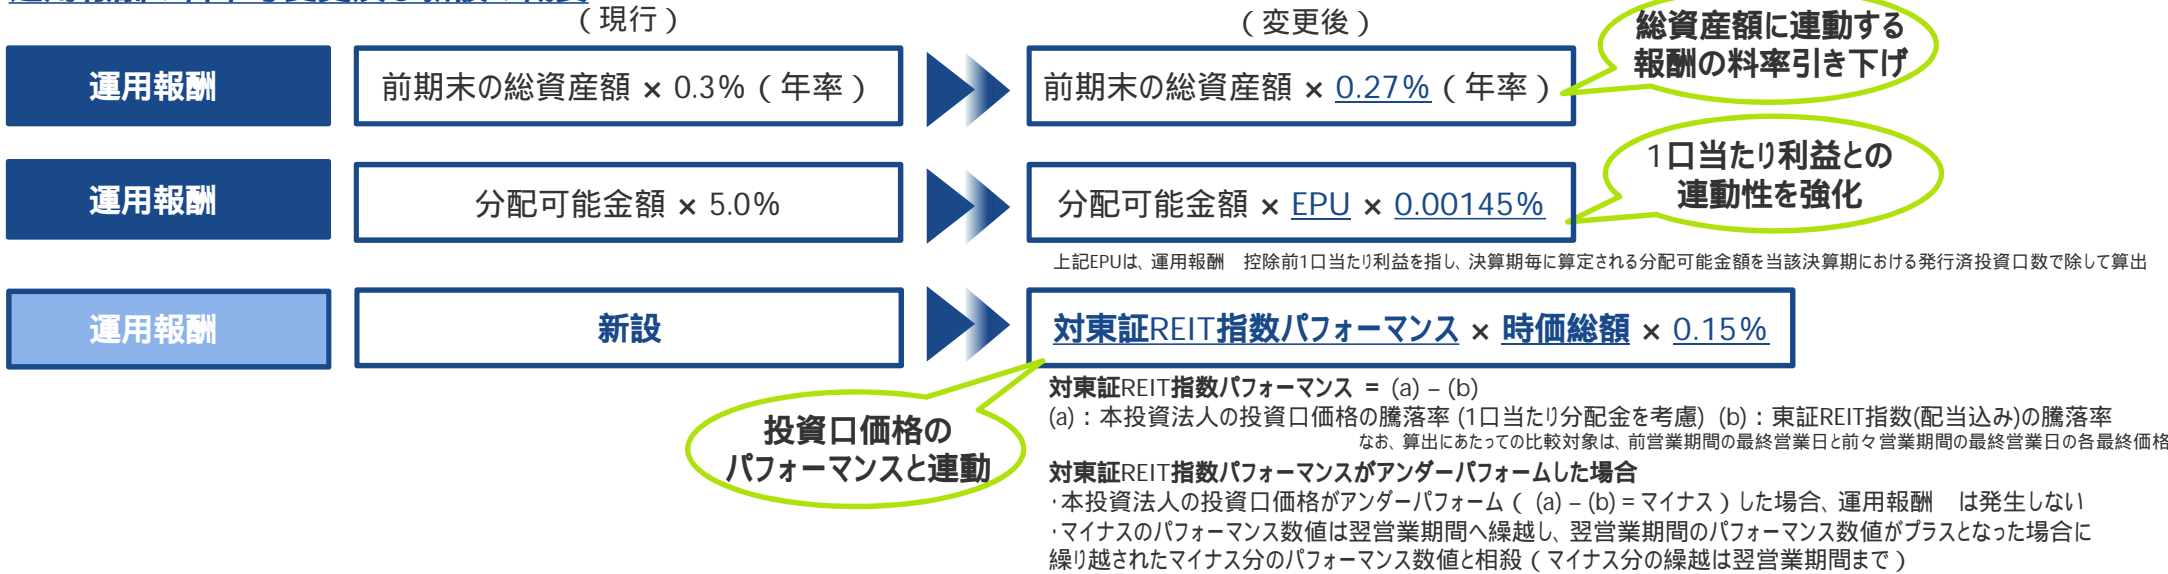 （現行）
（変更後）
総資産額に連動する
報酬の料率引き下げ
運用報酬
前期末の総資産額 × 0.3%（年率）
前期末の総資産額 × 0.27%（年率）
1口当たり利益との
連動性を強化
運用報酬
分配可能金額 × 5.0%
分配可能金額 × EPU × 0.00145%
上記EPUは、運用報酬　控除前1口当たり利益を指し、決算期毎に算定される分配可能金額を当該決算期における発行済投資口数で除して算出
運用報酬
新設
対東証REIT指数パフォーマンス × 時価総額 × 0.15%
投資口価格の
パフォーマンスと連動
対東証REIT指数パフォーマンス = (a) – (b)
(a)：本投資法人の投資口価格の騰落率 (1口当たり分配金を考慮) (b)：東証REIT指数(配当込み)の騰落率
なお、算出にあたっての比較対象は、前営業期間の最終営業日と前々営業期間の最終営業日の各最終価格
対東証REIT指数パフォーマンスがアンダーパフォームした場合
・本投資法人の投資口価格がアンダーパフォーム（ (a) – (b) = マイナス）した場合、運用報酬　は発生しない
・マイナスのパフォーマンス数値は翌営業期間へ繰越し、翌営業期間のパフォーマンス数値がプラスとなった場合に
繰り越されたマイナス分のパフォーマンス数値と相殺（マイナス分の繰越は翌営業期間まで）